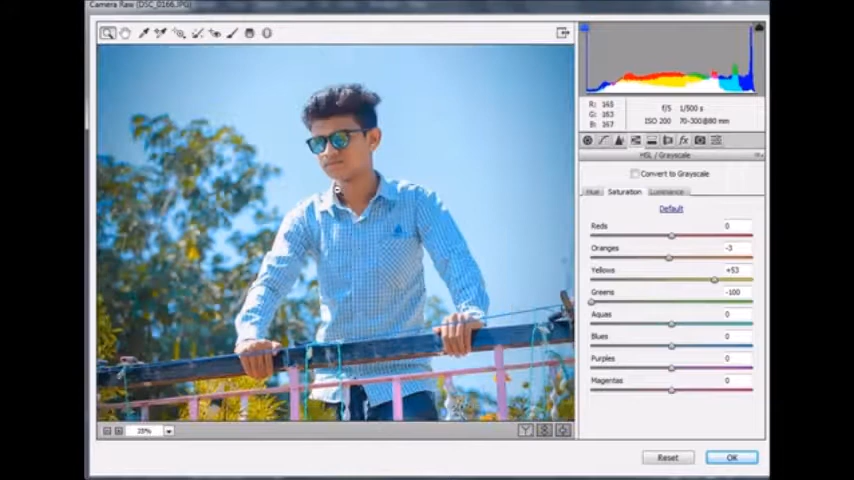 Camera Raw (DSC_0166.JPG)
R: 165
G: 163
B: 167
f/5 1/500 s
ISO 200 70-300@80 mm
HSL / Grayscale
Convert to Grayscale
Hue Saturation Luminance
Default
Reds 0
Oranges -3
Yellows +53
Greens -100
Aquas 0
Blues 0
Purples 0
Magentas 0
25%
Reset OK